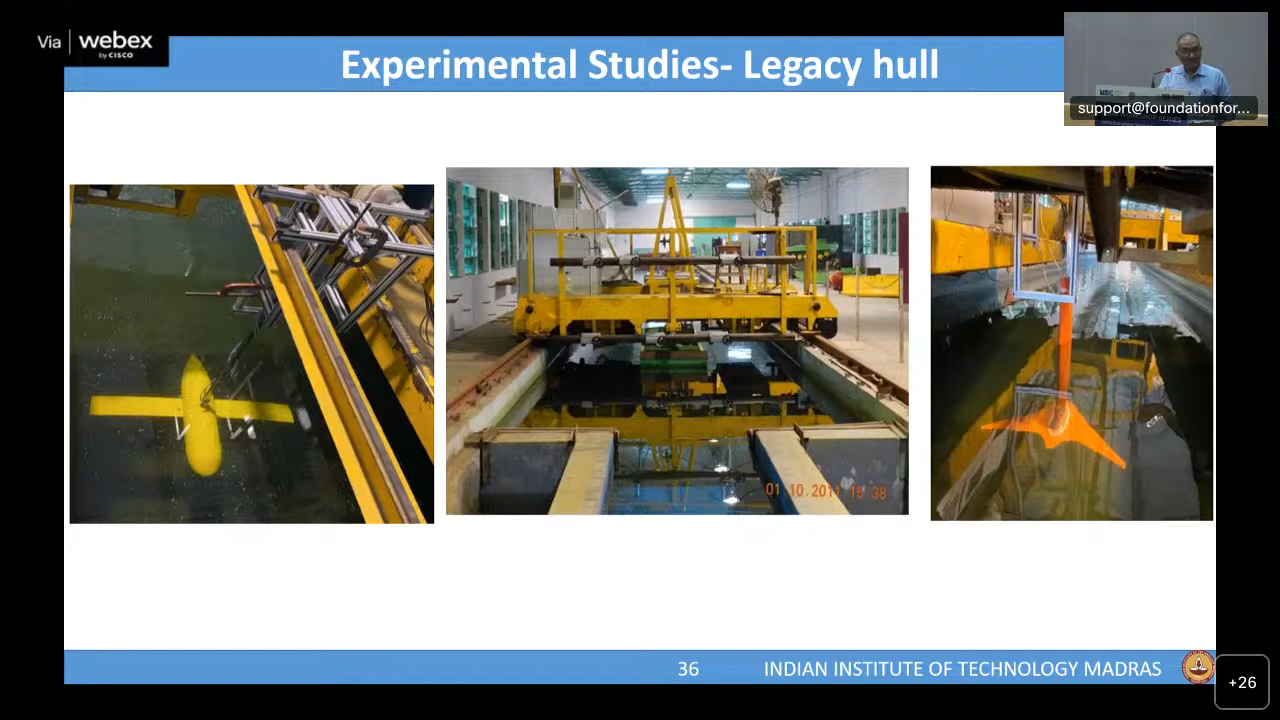 Via webex
by CISCO
Experimental Studies- Legacy hull
support@foundationfor...
01.10.2011 15 38
36
INDIAN INSTITUTE OF TECHNOLOGY MADRAS
+26